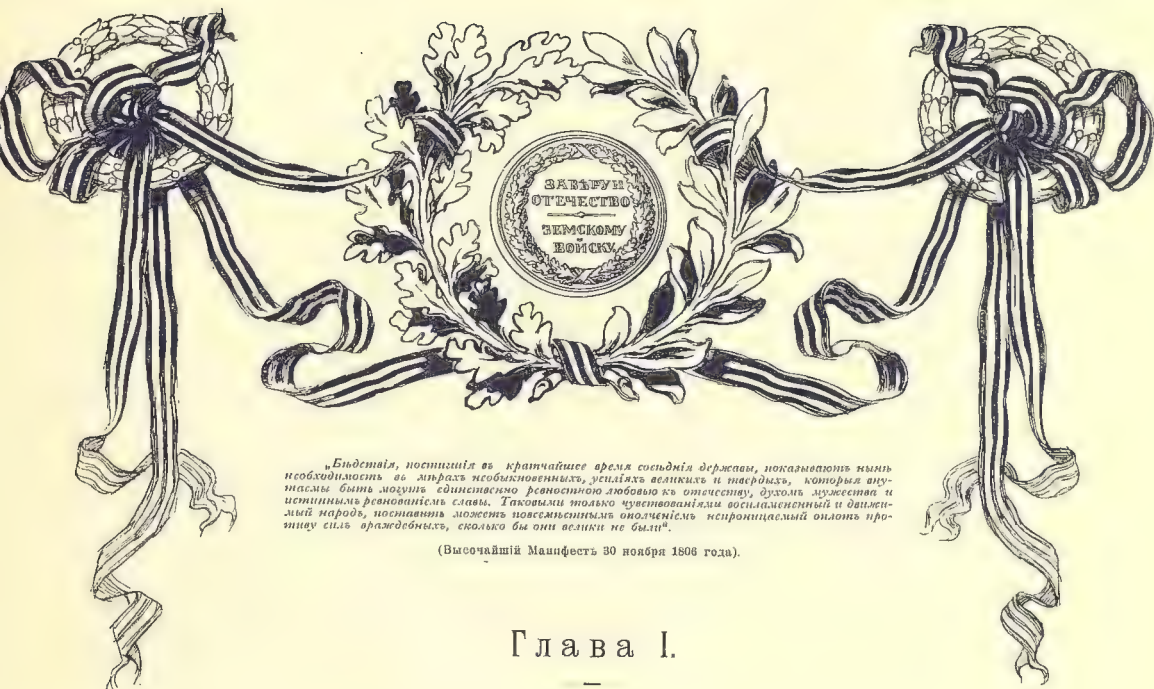 ЗАВѢРУИ
ОТЕЧЕСТВО
ЗЕМСКОМУ
ВОЙСКУ
„Бѣдствія, постигшія въ кратчайшее время сосѣднія державы, показываютъ нынѣ
необходимость въ мѣрахъ необыкновенныхъ, усиліяхъ великихъ и твердыхъ, которыя вну-
таемы быть могутъ единственно ревностною любовью къ отечеству, духомъ мужества и
истиннымъ ревнованіемъ славы. Таковыми только чувствованіями воспламененный и движи-
мый народъ, поставить можетъ повсемѣстнымъ ополченіемъ непроницаемый оплотъ про-
тиву силъ враждебныхъ, сколько бы они велики не были“.
(Высочайшій Манифестъ 30 ноября 1806 года).
Глава I.